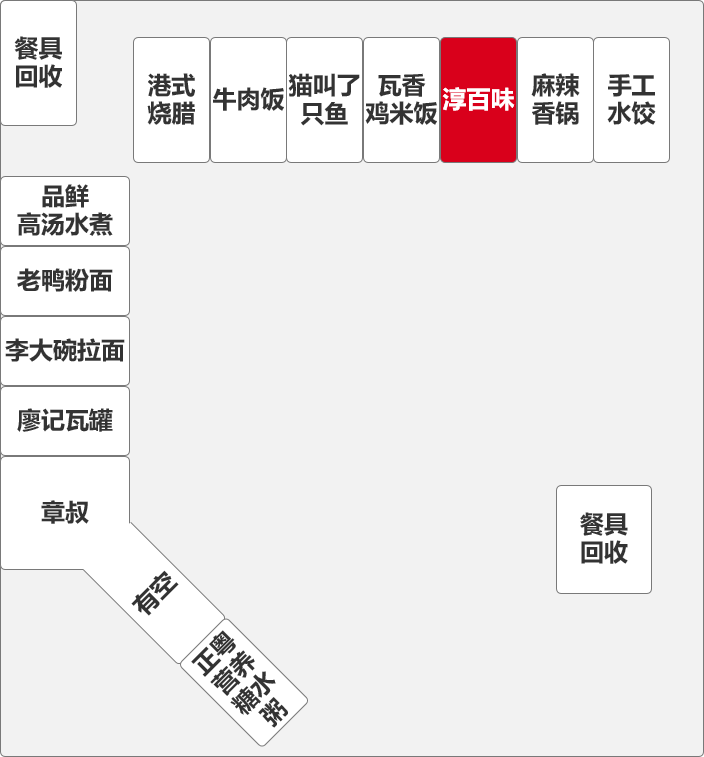 餐具
回收
港式
烧腊
牛肉饭
猫叫了
只鱼
瓦香
鸡米饭
淳百味
麻辣
香锅
手工
水饺
品鲜
高汤水煮
老鸭粉面
李大碗拉面
廖记瓦罐
章叔
有空
正粤
营养
糖水
粥
餐具
回收